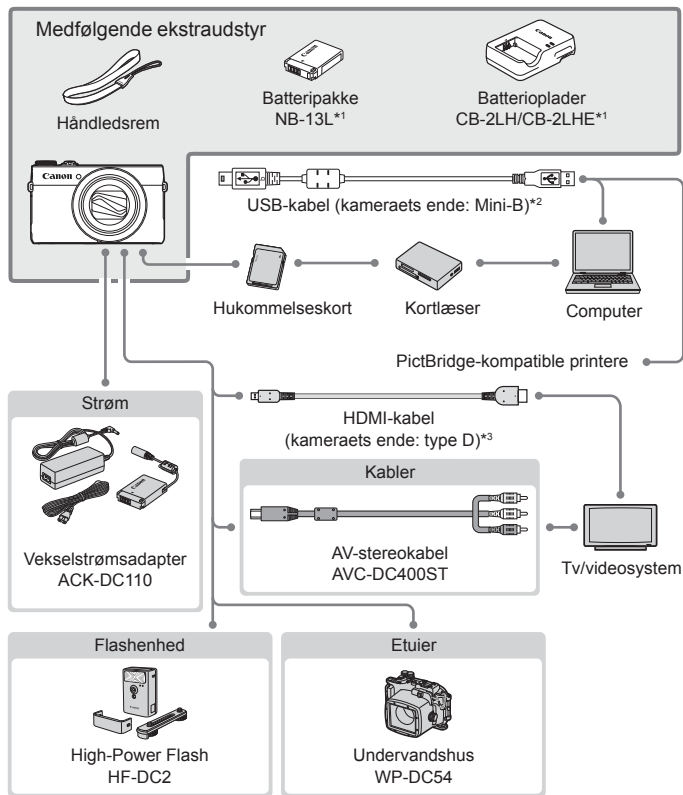 Medfølgende ekstraudstyr
Håndledsrem
Canon
Batteripakke
NB-13L*1
Canon
Batterioplader
CB-2LH/CB-2LHE*1
Canon
USB-kabel (kameraets ende: Mini-B)*2
Hukommelseskort
Kortlæser
Computer
PictBridge-kompatible printere
HDMI-kabel
(kameraets ende: type D)*3
Strøm
Vekselstrømsadapter
ACK-DC110
Kabler
AV-stereokabel
AVC-DC400ST
Tv/videosystem
Flashenhed
High-Power Flash
HF-DC2
Etuier
Undervandshus
WP-DC54